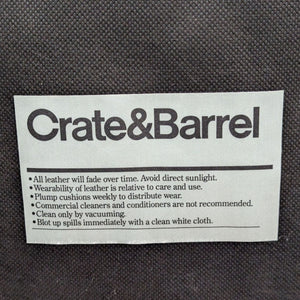 Crate&Barrel
•All leather will fade over time. Avoid direct sunlight.
•Wearability of leather is relative to care and use.
•Plump cushions weekly to distribute wear.
•Commercial cleaners and conditioners are not recommended.
•Clean only by vacuuming.
•Blot up spills immediately with a clean white cloth.